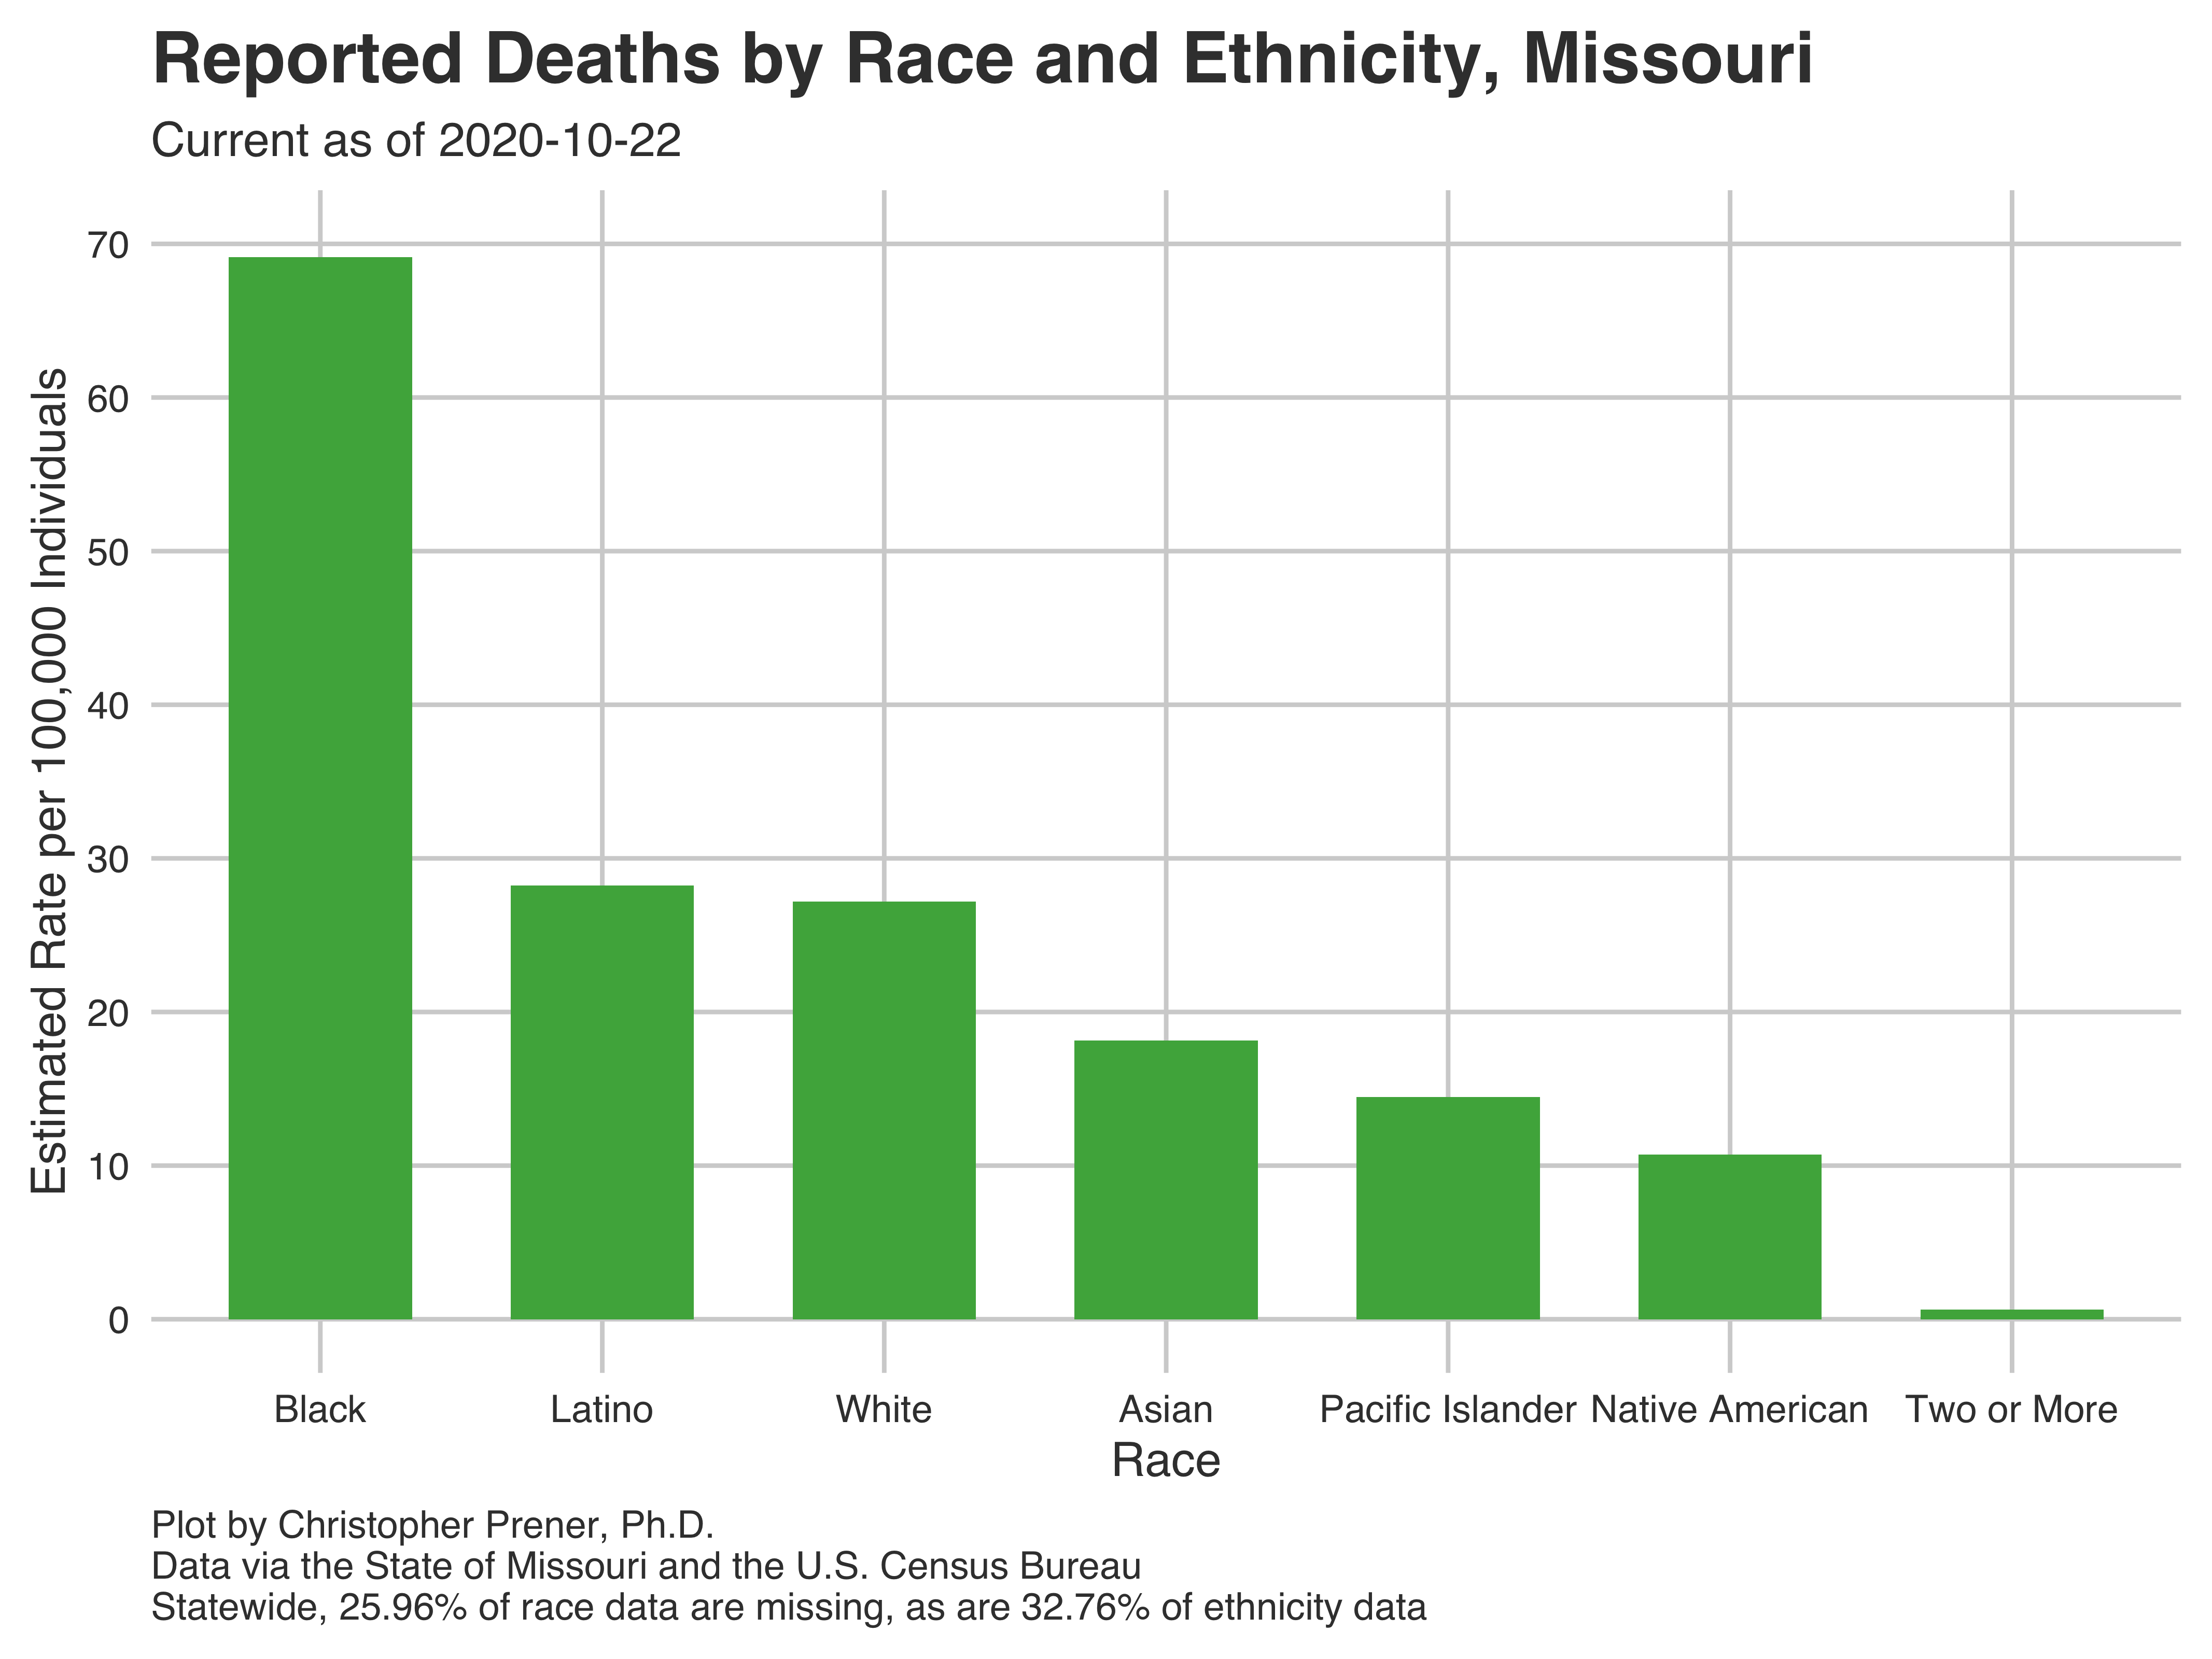 Reported Deaths by Race and Ethnicity, Missouri
Current as of 2020-10-22
Estimated Rate per 100,000 Individuals
70
60
50
40
30
20
10
0
Black Latino White Asian Pacific Islander Native American Two or More
Race
Plot by Christopher Prener, Ph.D.
Data via the State of Missouri and the U.S. Census Bureau
Statewide, 25.96% of race data are missing, as are 32.76% of ethnicity data